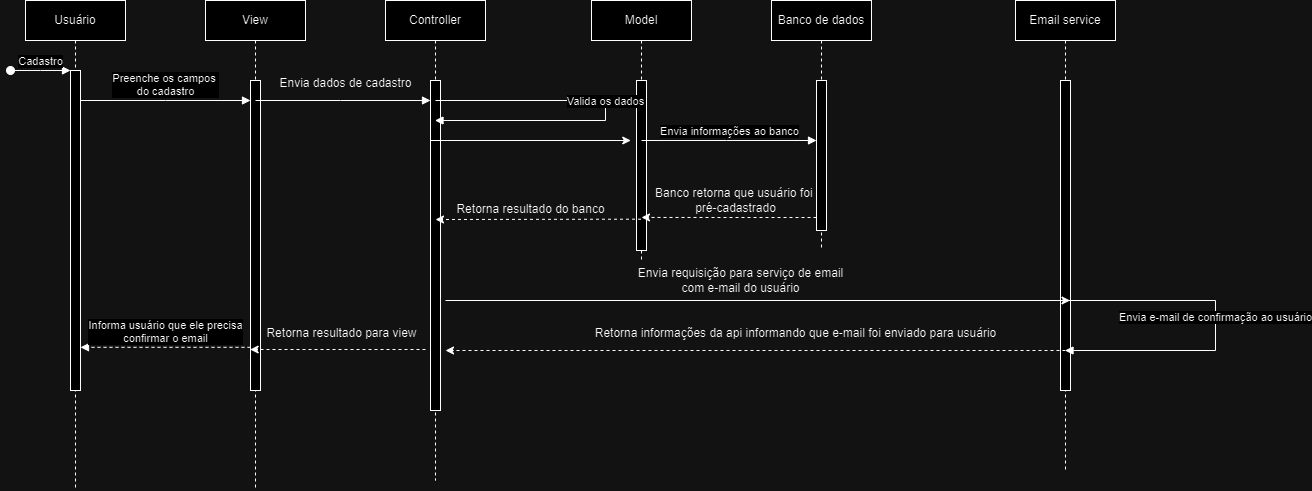 Usuário
View
Controller
Model
Banco de dados
Email service
Cadastro
Preenche os campos
do cadastro
Envia dados de cadastro
Valida os dados
Envia informações ao banco
Banco retorna que usuário foi
pré-cadastrado
Retorna resultado do banco
Envia requisição para serviço de email
com e-mail do usuário
Envia e-mail de confirmação ao usuário
Informa usuário que ele precisa
confirmar o email
Retorna resultado para view
Retorna informações da api informando que e-mail foi enviado para usuário